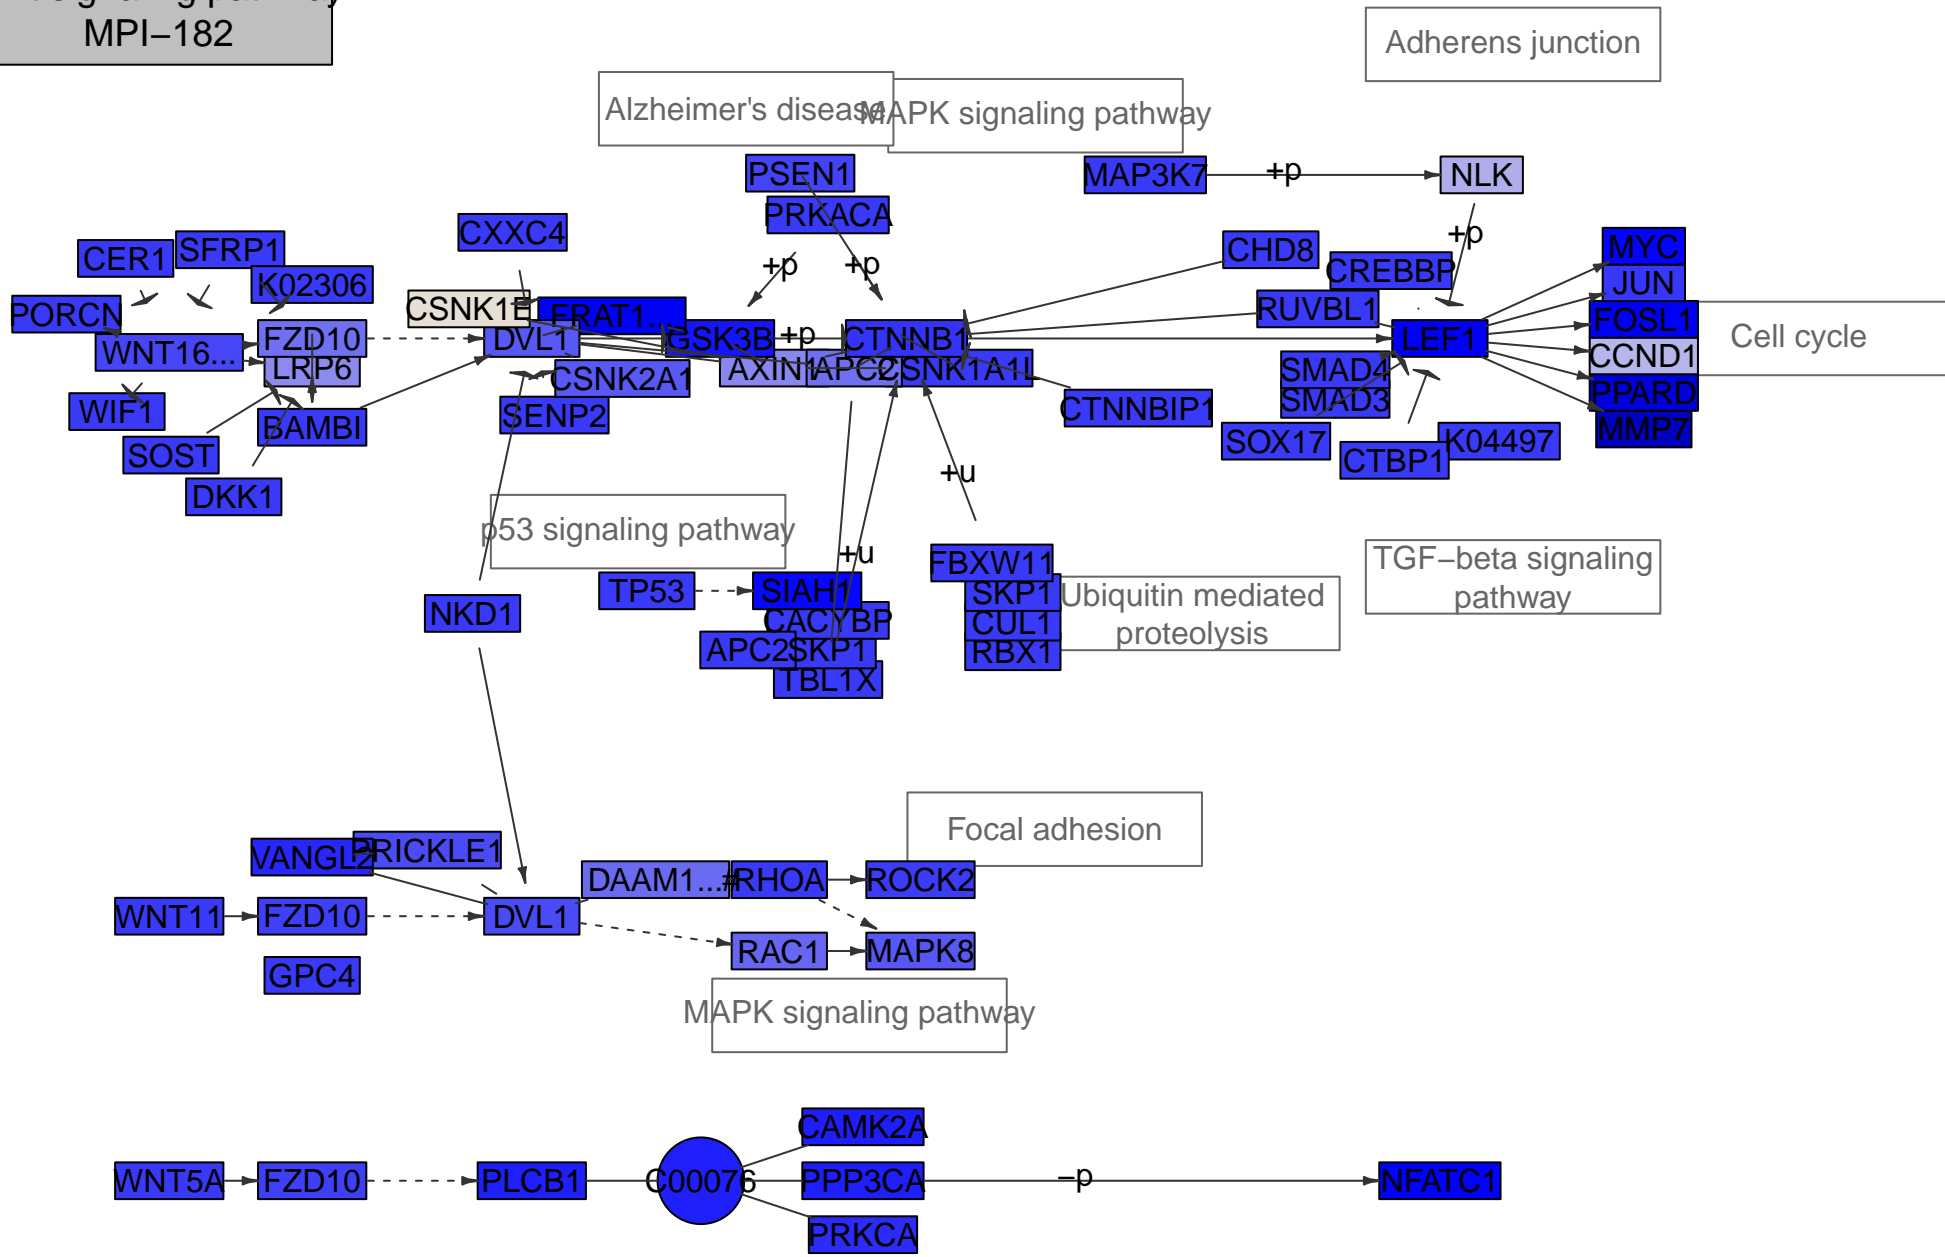 signaling pathway
MPI−182
Adherens junction
Alzheimer's disease
MAPK signaling pathway
PSEN1
MAP3K7
+p
NLK
PRKACA
CXXC4
CER1
SFRP1
K02306
+p
+p
CHD8
CREBBP
+p
MYC
JUN
PORCN
CSNK1E
FRAT1...
RUVBL1
FOSL1
WNT16...
FZD10
DVL1
GSK3B
+p
CTNNB1
LEF1
Cell cycle
LRP6
AXIN1
APC2
CSNK1A1L
CCND1
CSNK2A1
SMAD4
PPARD
WIF1
SENP2
CTNNBIP1
SMAD3
MMP7
BAMBI
SOST
SOX17
K04497
CTBP1
DKK1
+u
p53 signaling pathway
+u
FBXW11
TGF−beta signaling
pathway
TP53
SIAH1
SKP1
Ubiquitin mediated
proteolysis
NKD1
CACYBP
CUL1
APC2
SKP1
RBX1
TBL1X
Focal adhesion
VANGL2
PRICKLE1
DAAM1...#
RHOA
ROCK2
WNT11
FZD10
DVL1
RAC1
MAPK8
GPC4
MAPK signaling pathway
CAMK2A
WNT5A
FZD10
PLCB1
C00076
PPP3CA
−p
NFATC1
PRKCA